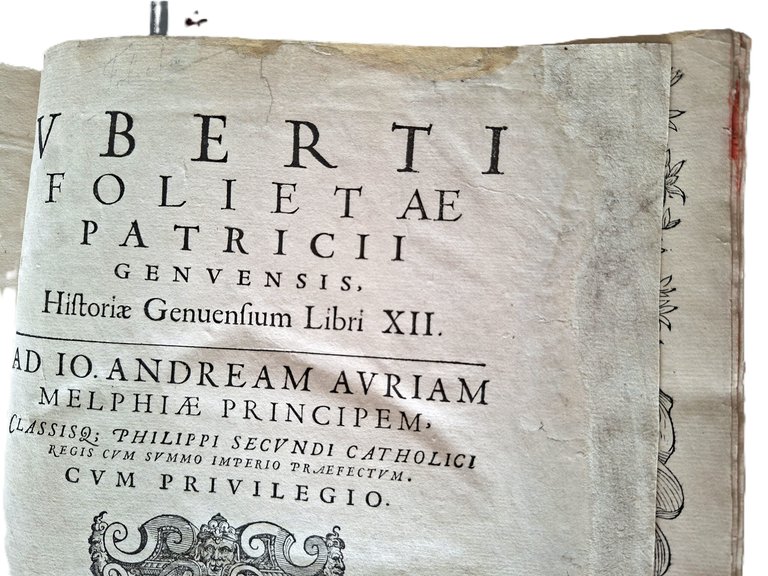 VBERTI
FOLIETAE
PATRICII
GENVENSIS,
Hiſtoriæ Genuenſium Libri XII.
AD IO. ANDREAM AVRIAM
MELPHIÆ PRINCIPEM,
CLASSISQ; PHILIPPI SECVNDI CATHOLICI
REGIS CVM SVMMO IMPERIO PRAEFECTVM.
CVM PRIVILEGIO.